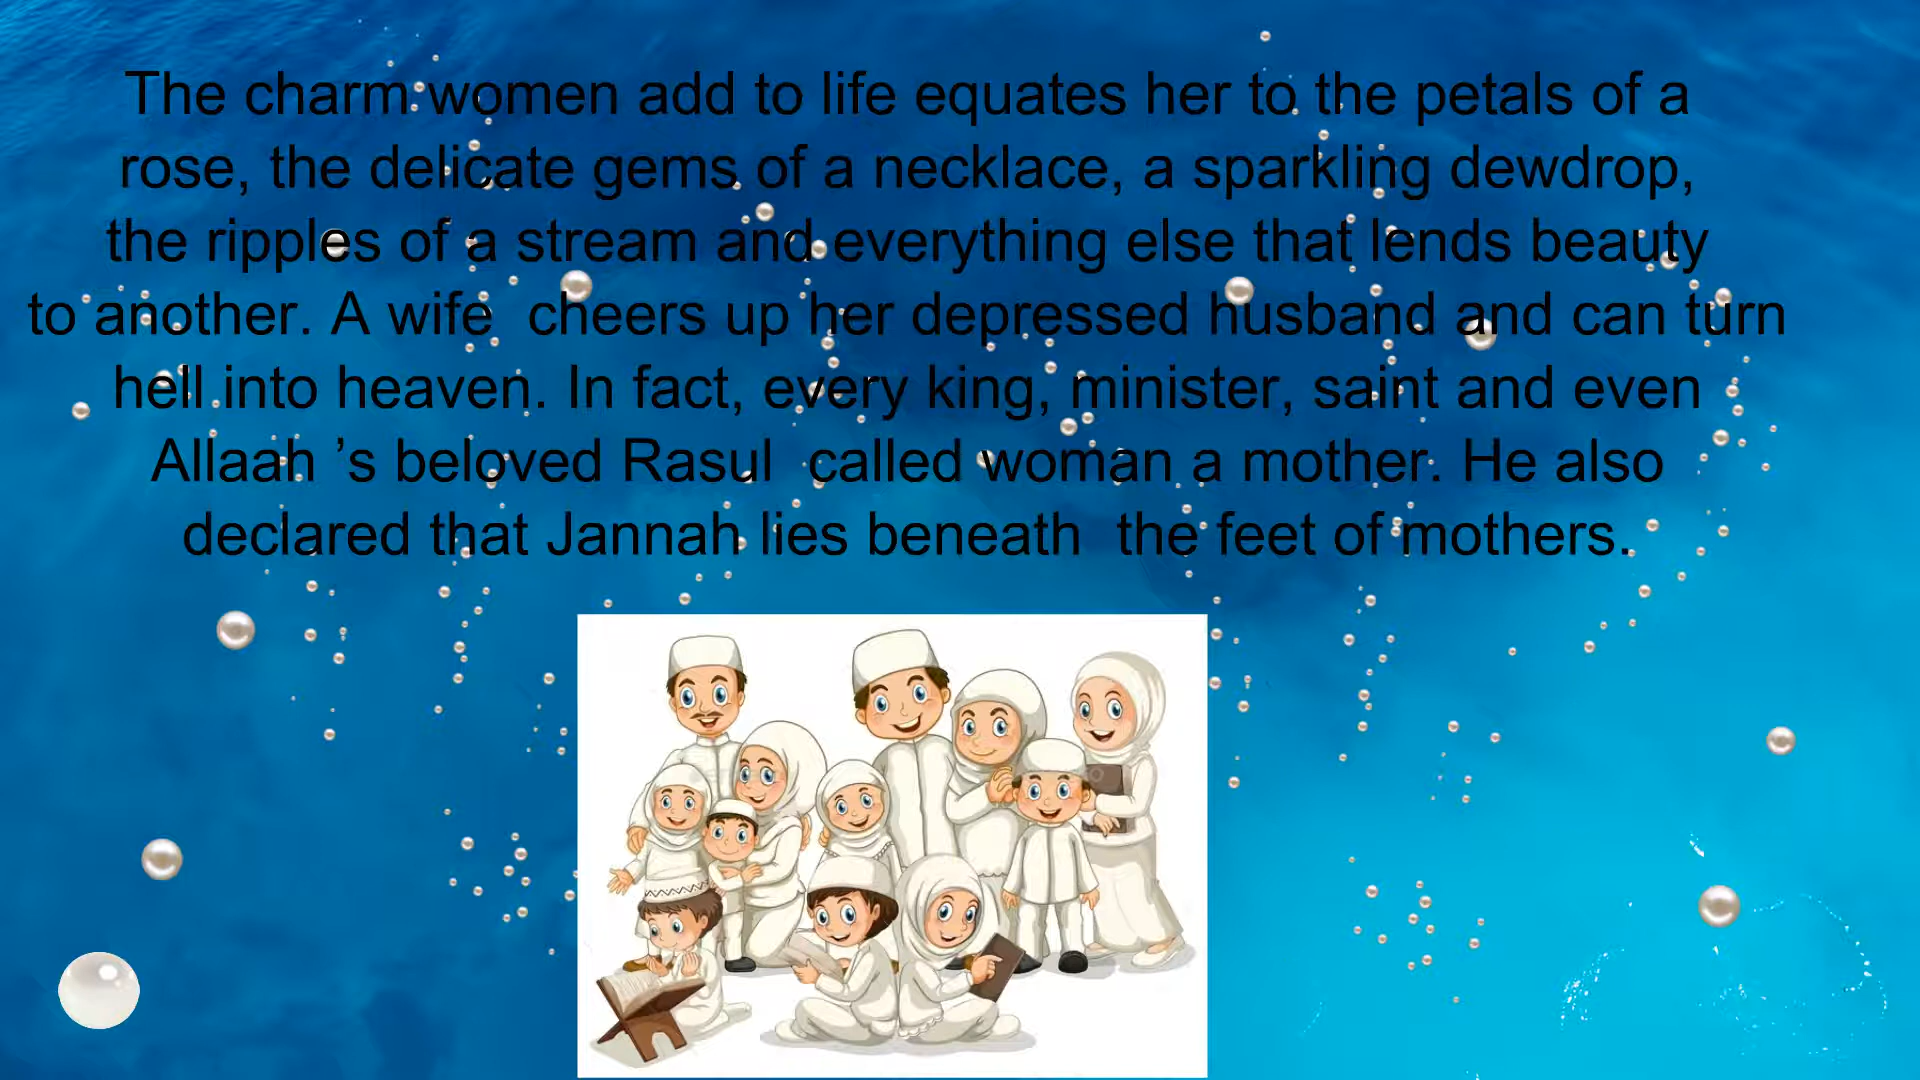 The charm women add to life equates her to the petals of a
rose, the delicate gems of a necklace, a sparkling dewdrop,
the ripples of a stream and everything else that lends beauty
to another. A wife  cheers up her depressed husband and can turn
hell into heaven. In fact, every king, minister, saint and even
Allaah ’s beloved Rasul  called woman a mother. He also
declared that Jannah lies beneath  the feet of mothers.